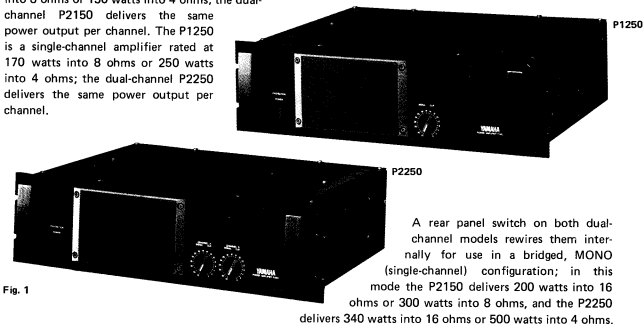 into 8 ohms or 150 watts into 4 ohms; the dual-
channel P2150 delivers the same
power output per channel. The P1250
is a single-channel amplifier rated at
170 watts into 8 ohms or 250 watts
into 4 ohms; the dual-channel P2250
delivers the same power output per
channel.
P1250
YAMAHA
P2250
YAMAHA
Fig. 1
A rear panel switch on both dual-
channel models rewires them inter-
nally for use in a bridged, MONO
(single-channel) configuration; in this
mode the P2150 delivers 200 watts into 16
ohms or 300 watts into 8 ohms, and the P2250
delivers 340 watts into 16 ohms or 500 watts into 4 ohms.